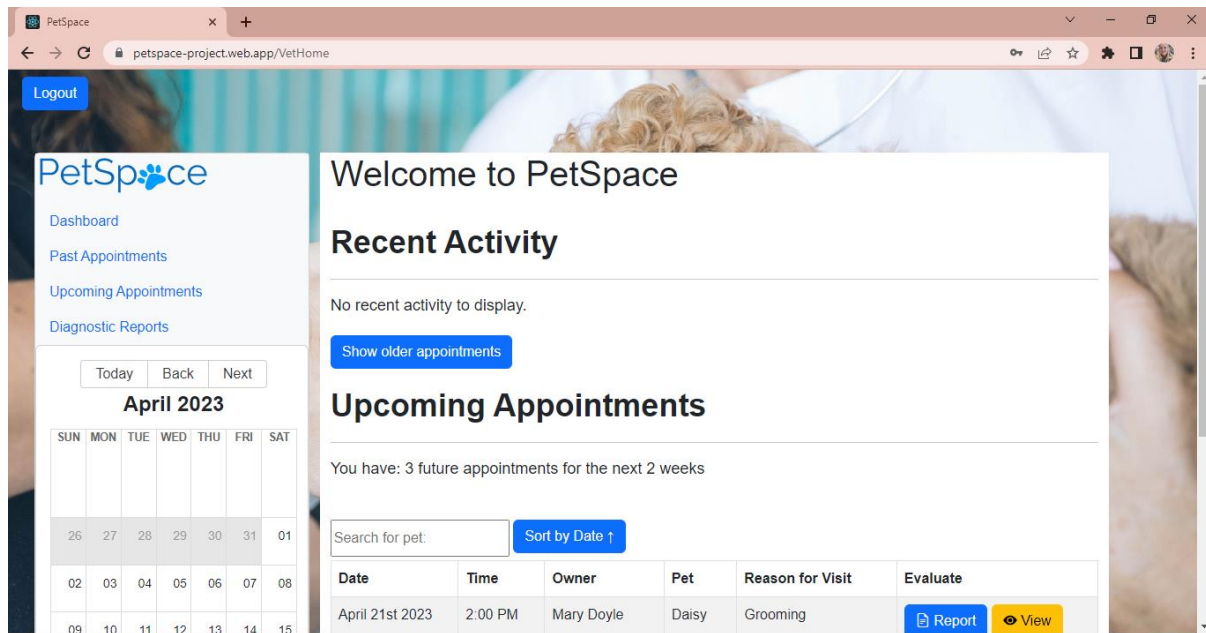 PetSpace
petspace-project.web.app/VetHome
Logout
PetSpace
Dashboard
Past Appointments
Upcoming Appointments
Diagnostic Reports
Today Back Next
April 2023
SUN MON TUE WED THU FRI SAT
26 27 28 29 30 31 01
02 03 04 05 06 07 08
09 10 11 12 13 14 15
Welcome to PetSpace
Recent Activity
No recent activity to display.
Show older appointments
Upcoming Appointments
You have: 3 future appointments for the next 2 weeks
Search for pet: Sort by Date ↑
Date Time Owner Pet Reason for Visit Evaluate
April 21st 2023 2:00 PM Mary Doyle Daisy Grooming Report View